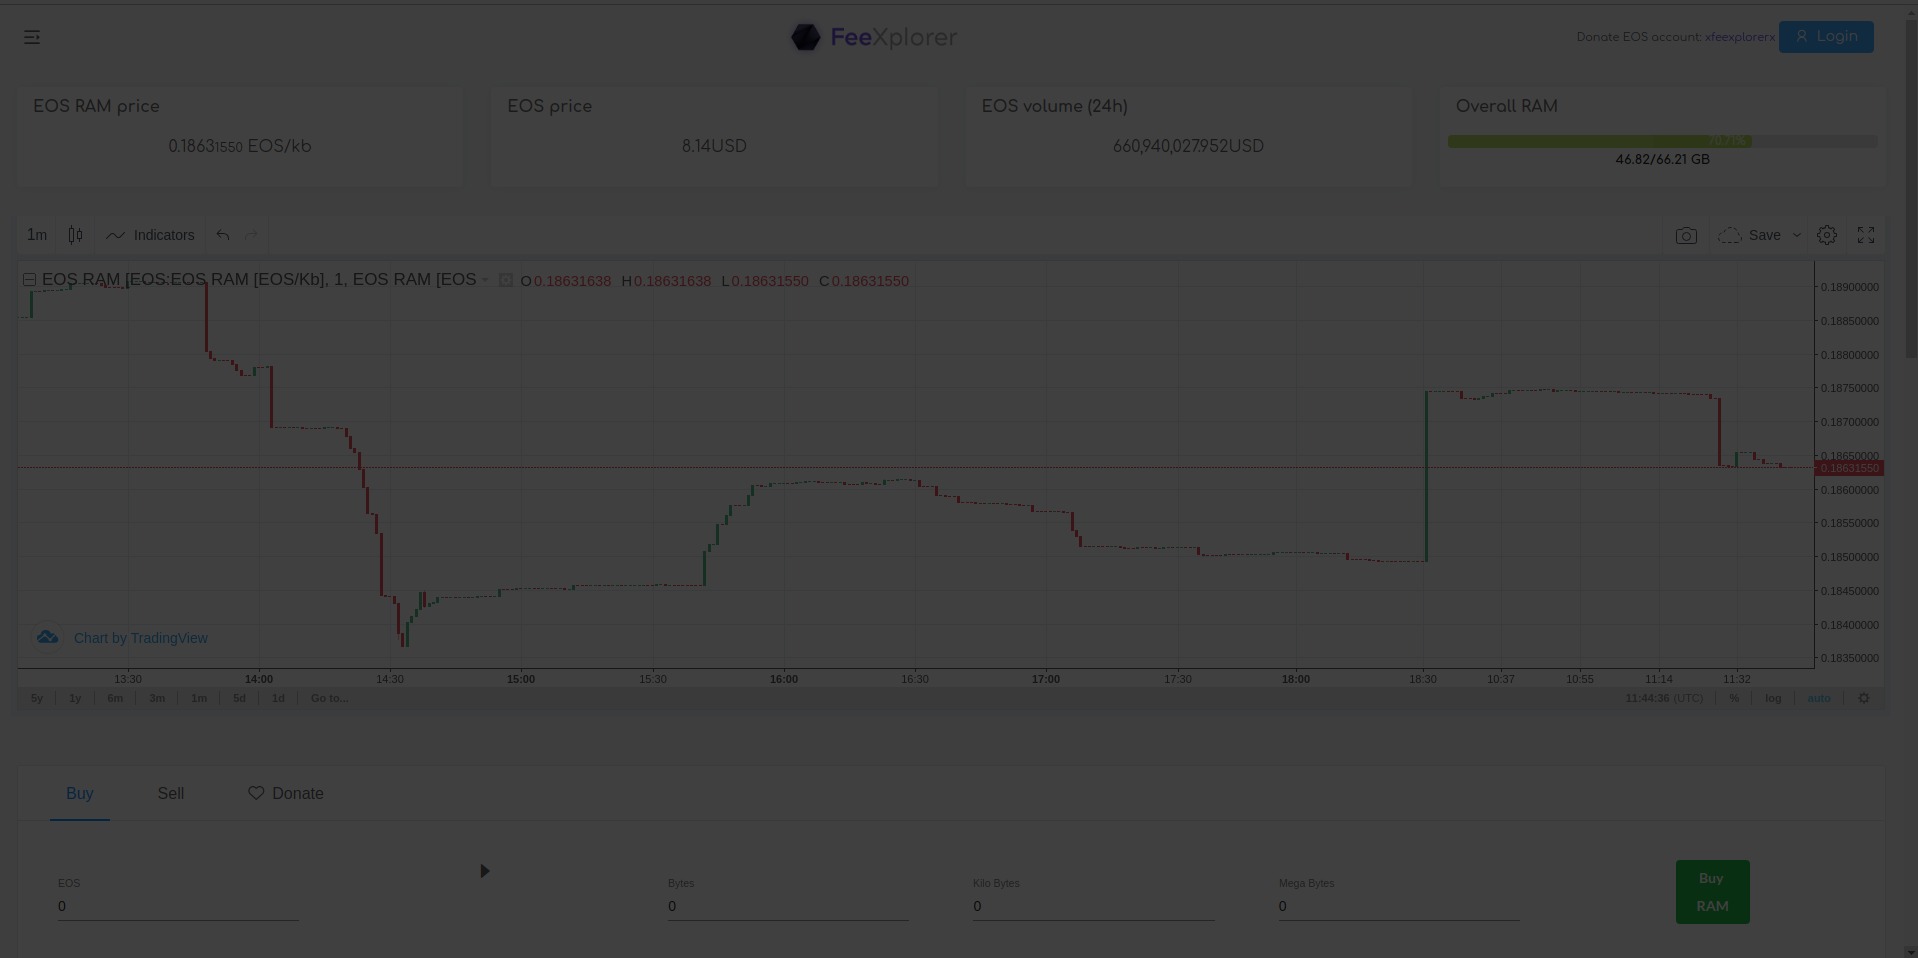 FeeXplorer
Donate EOS account: xfeexplorerx
Login
EOS RAM price
0.18631550 EOS/kb
EOS price
8.14USD
EOS volume (24h)
660,940,027.952USD
Overall RAM
70.71%
46.82/66.21 GB
1m
Indicators
Save
EOS RAM [EOS:EOS RAM [EOS/Kb], 1, EOS RAM [EOS
O 0.18631638 H 0.18631638 L 0.18631550 C 0.18631550
0.18900000
0.18850000
0.18800000
0.18750000
0.18700000
0.18650000
0.18631550
0.18600000
0.18550000
0.18500000
0.18450000
0.18400000
0.18350000
Chart by TradingView
13:30 14:00 14:30 15:00 15:30 16:00 16:30 17:00 17:30 18:00 18:30 10:37 10:55 11:14 11:32
5y 1y 6m 3m 1m 5d 1d Go to...
11:44:36 (UTC) % log auto
Buy
Sell
Donate
EOS
0
Bytes
0
Kilo Bytes
0
Mega Bytes
0
Buy
RAM